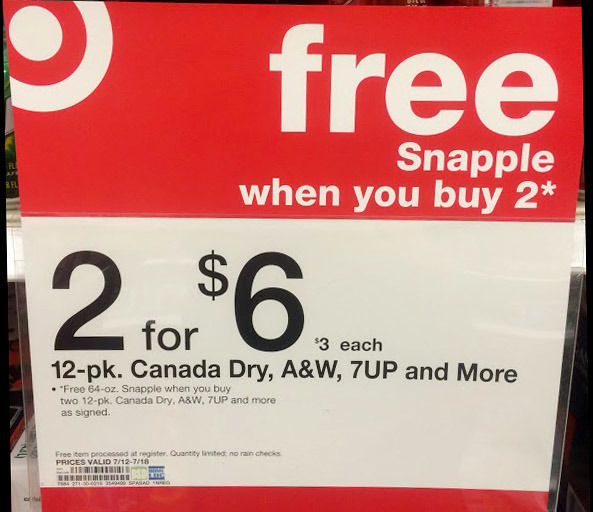 free
Snapple
when you buy 2*
2 for $6 $3 each
12-pk. Canada Dry, A&W, 7UP and More
• *Free 64-oz. Snapple when you buy
two 12-pk. Canada Dry, A&W, 7UP and more
as signed.
Free item processed at register. Quantity limited; no rain checks.
PRICES VALID 7/12-7/18